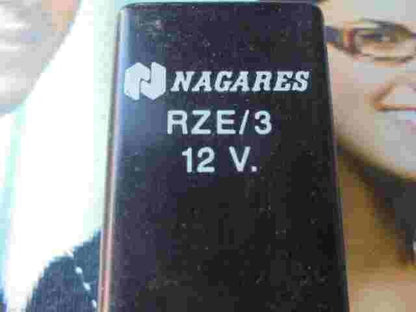 NAGARES
RZE/3
12 V.